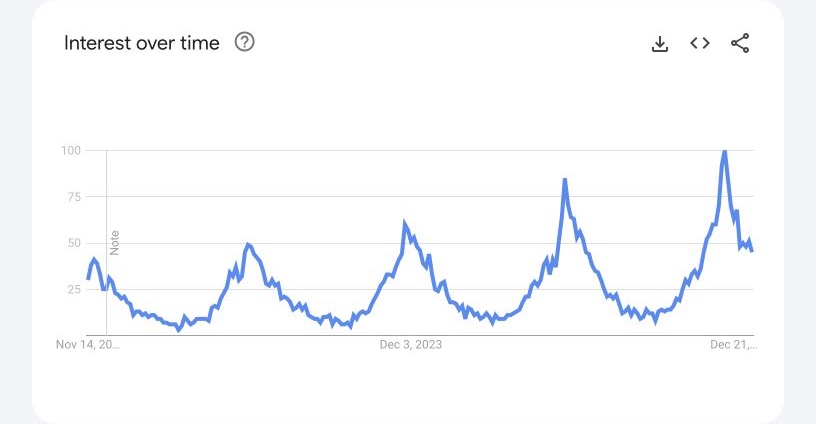 Interest over time
100
75
50
25
Note
Nov 14, 20...
Dec 3, 2023
Dec 21,...